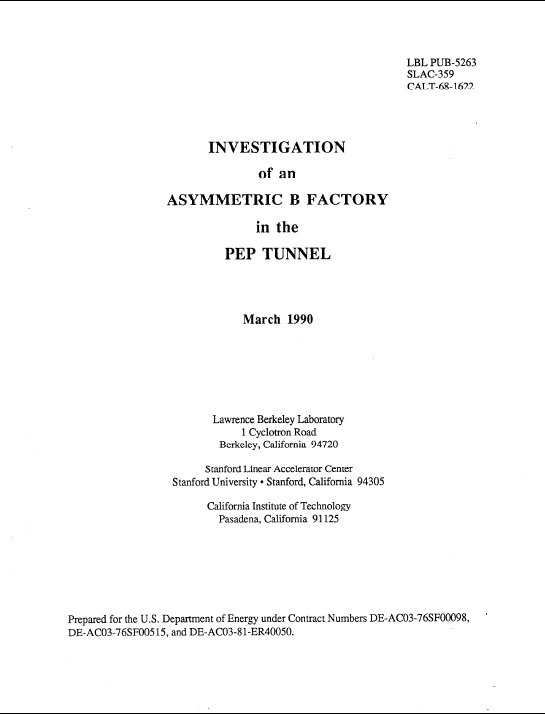 LBL PUB-5263
SLAC-359
CALT-68-1622
INVESTIGATION
of an
ASYMMETRIC B FACTORY
in the
PEP TUNNEL
March 1990
Lawrence Berkeley Laboratory
1 Cyclotron Road
Berkeley, California 94720
Stanford Linear Accelerator Center
Stanford University • Stanford, California 94305
California Institute of Technology
Pasadena, California 91125
Prepared for the U.S. Department of Energy under Contract Numbers DE-AC03-76SF00098,
DE-AC03-76SF00515, and DE-AC03-81-ER40050.